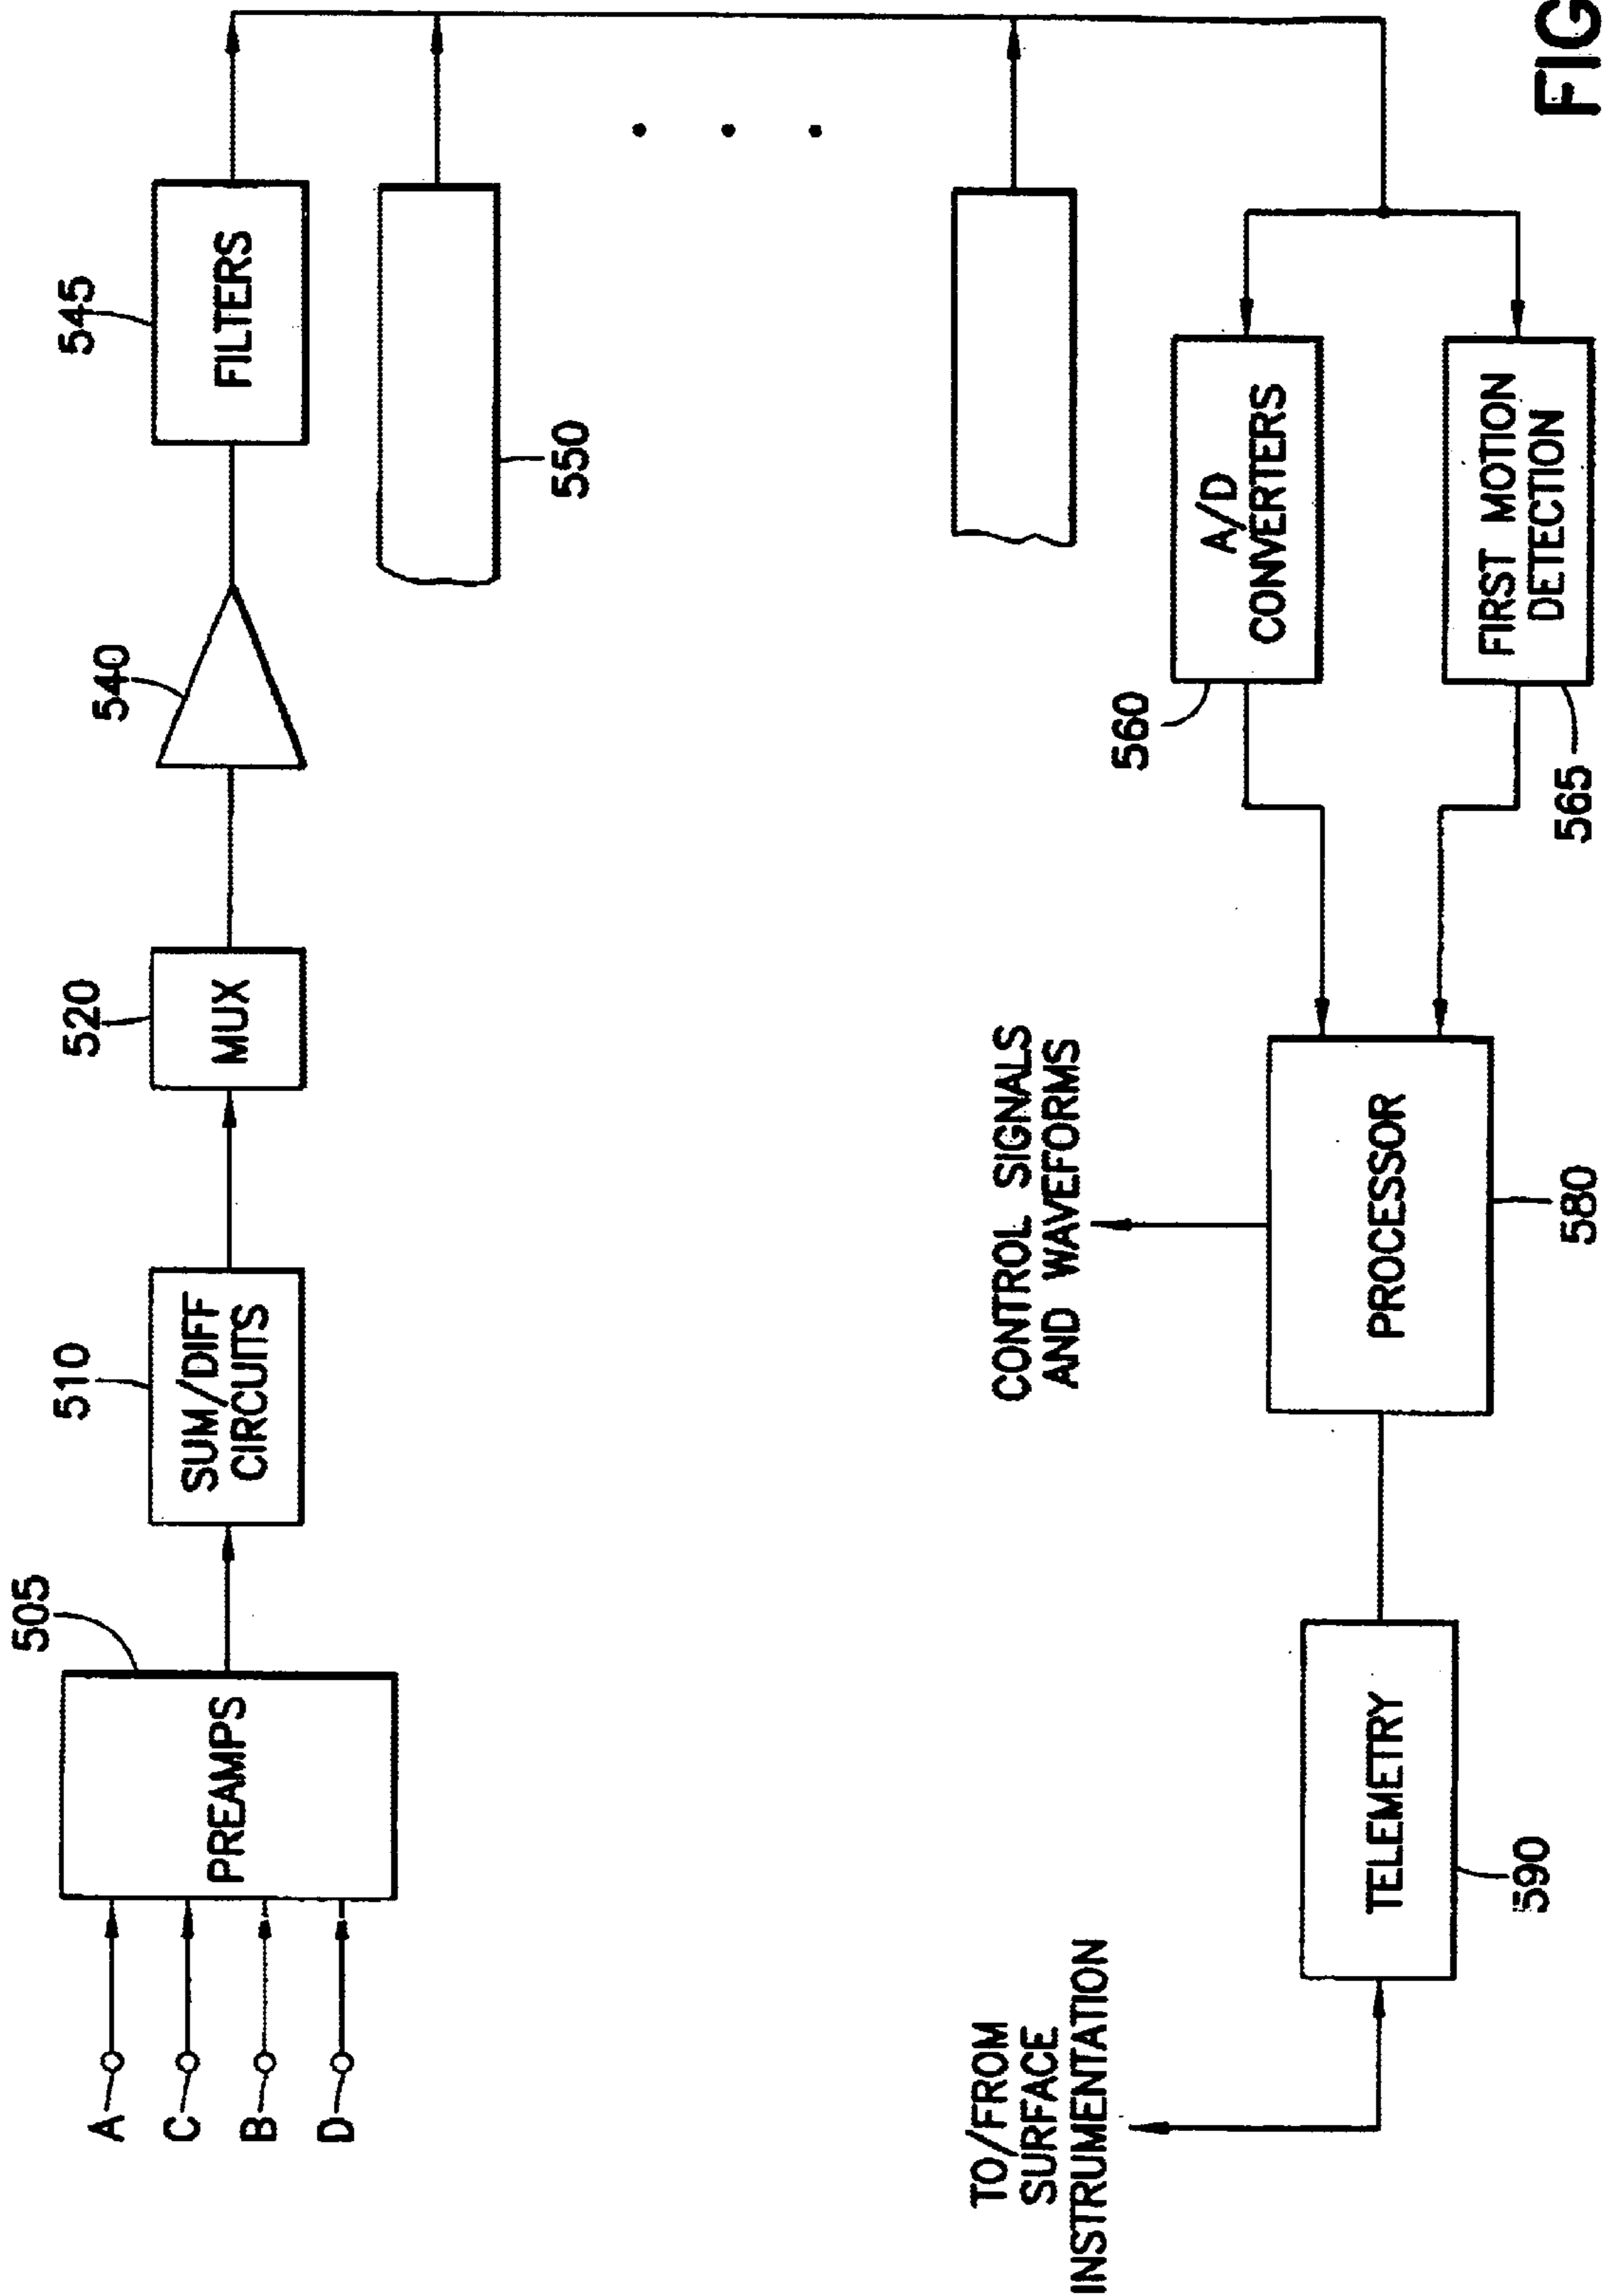 A
C
B
D
505
PREAMPS
510
SUM/DIFF
CIRCUITS
520
MUX
540
545
FILTERS
550
560
A/D
CONVERTERS
565
FIRST MOTION
DETECTION
CONTROL SIGNALS
AND WAVEFORMS
PROCESSOR
580
TELEMETRY
590
TO/FROM
SURFACE
INSTRUMENTATION
FIG